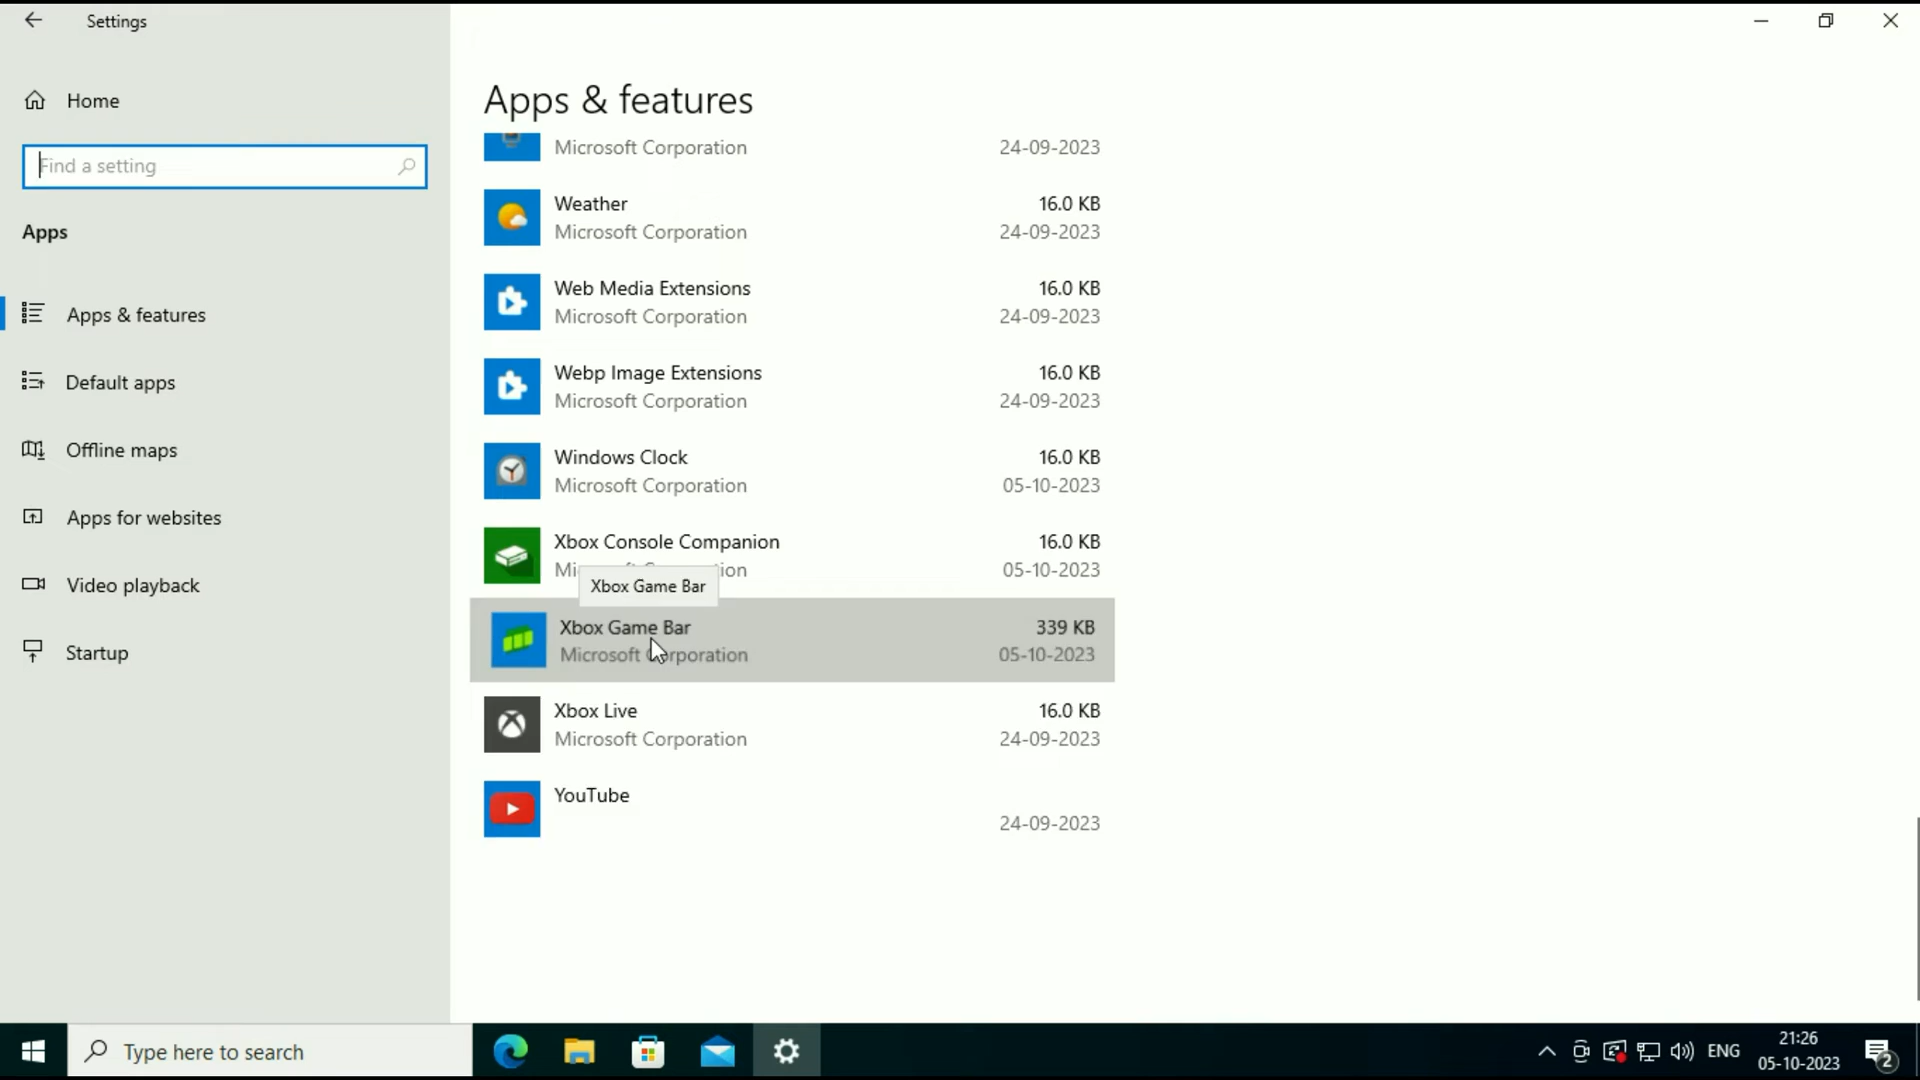 Settings
Home
Find a setting
Apps
Apps & features
Default apps
Offline maps
Apps for websites
Video playback
Startup
Apps & features
Microsoft Corporation 24-09-2023
Weather 16.0 KB
Microsoft Corporation 24-09-2023
Web Media Extensions 16.0 KB
Microsoft Corporation 24-09-2023
Webp Image Extensions 16.0 KB
Microsoft Corporation 24-09-2023
Windows Clock 16.0 KB
Microsoft Corporation 05-10-2023
Xbox Console Companion 16.0 KB
05-10-2023
Xbox Game Bar
Xbox Game Bar 339 KB
Microsoft Corporation 05-10-2023
Xbox Live 16.0 KB
Microsoft Corporation 24-09-2023
YouTube
24-09-2023
Type here to search
ENG
21:26
05-10-2023
2